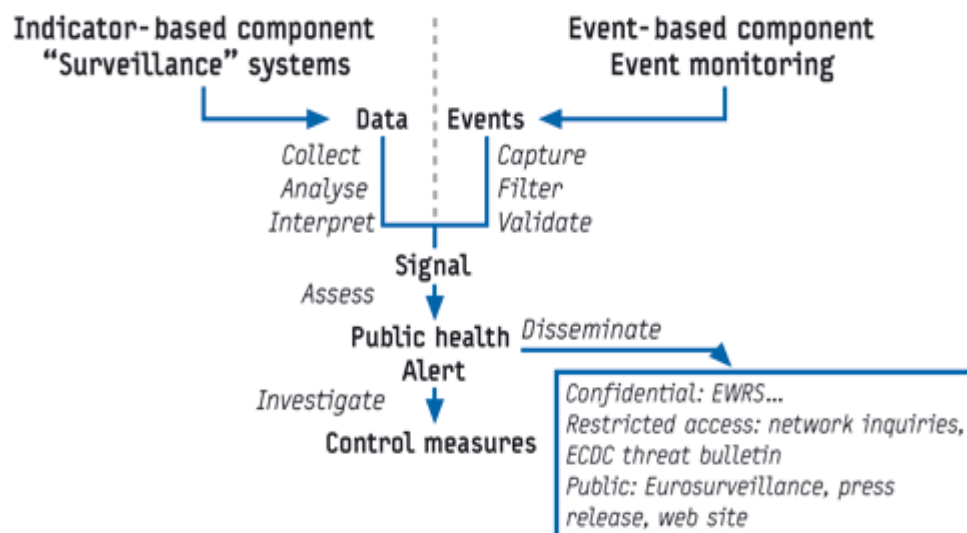 Indicator-based component
“Surveillance” systems
Event-based component
Event monitoring
Data
Events
Collect
Analyse
Interpret
Capture
Filter
Validate
Signal
Assess
Public health
Alert
Disseminate
Investigate
Control measures
Confidential: EWRS...
Restricted access: network inquiries,
ECDC threat bulletin
Public: Eurosurveillance, press
release, web site